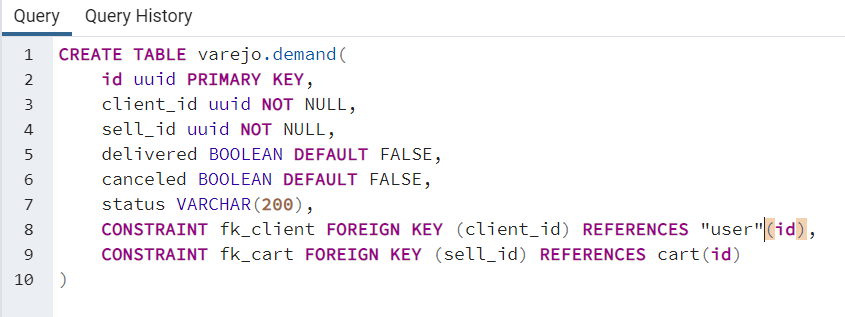 Query Query History
1 CREATE TABLE varejo.demand(
2 id uuid PRIMARY KEY,
3 client_id uuid NOT NULL,
4 sell_id uuid NOT NULL,
5 delivered BOOLEAN DEFAULT FALSE,
6 canceled BOOLEAN DEFAULT FALSE,
7 status VARCHAR(200),
8 CONSTRAINT fk_client FOREIGN KEY (client_id) REFERENCES "user"(id),
9 CONSTRAINT fk_cart FOREIGN KEY (sell_id) REFERENCES cart(id)
10 )